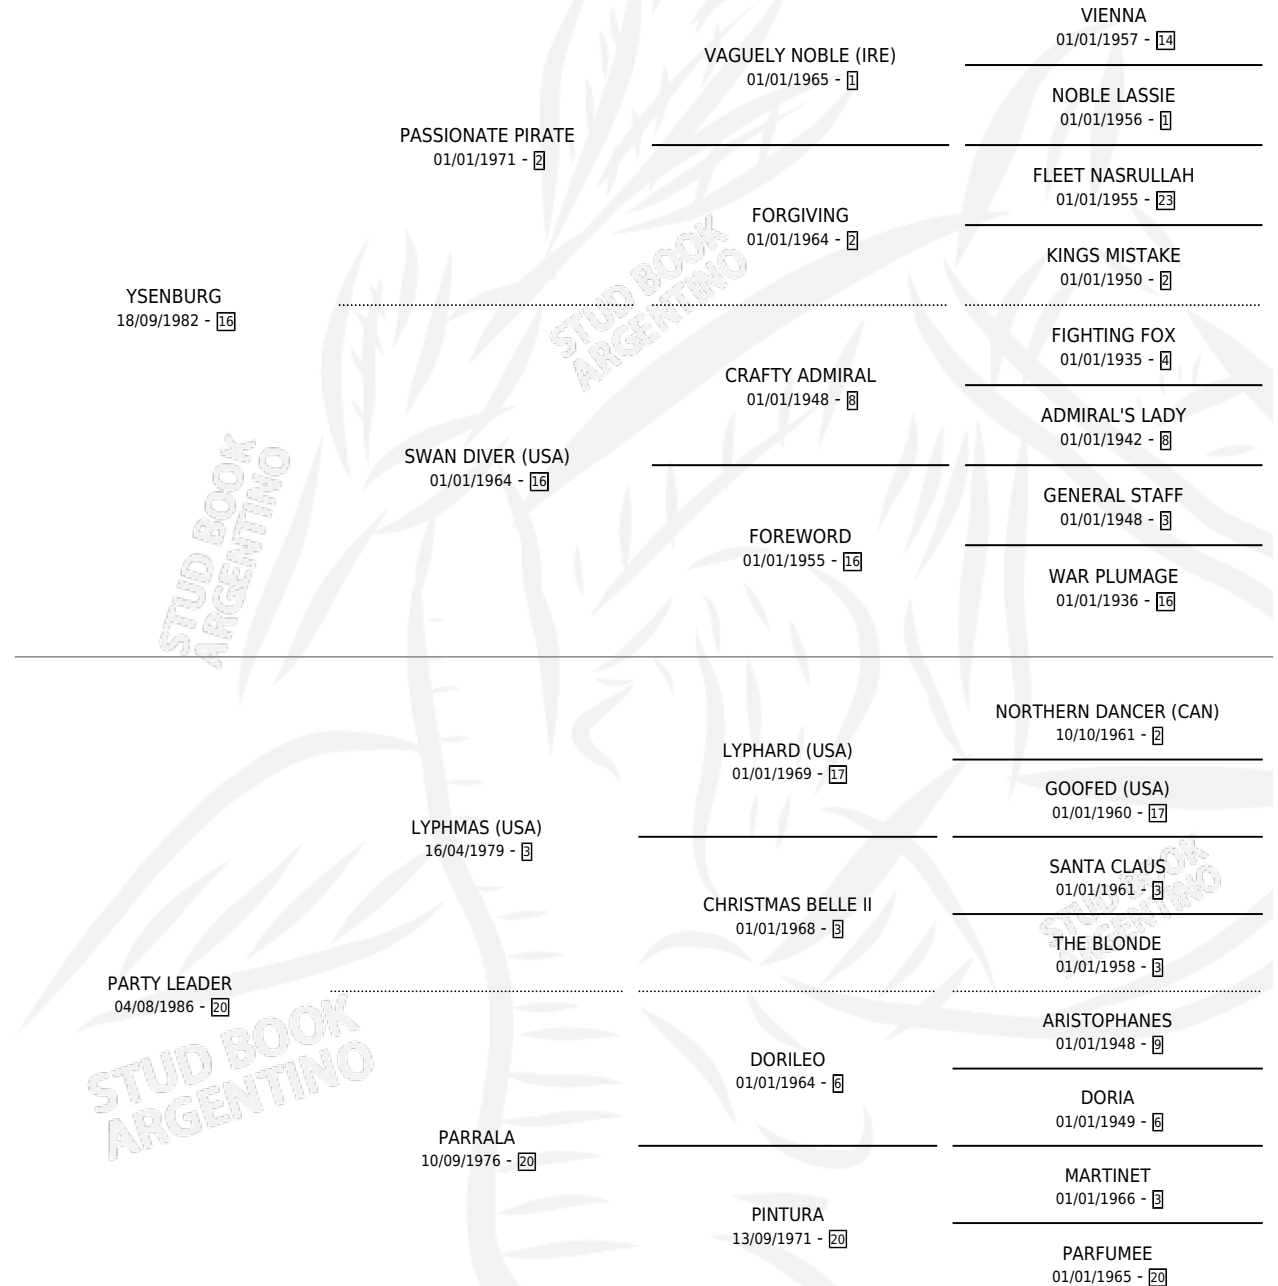 VIENNA
01/01/1957 - 14
VAGUELY NOBLE (IRE)
01/01/1965 - 1
NOBLE LASSIE
01/01/1956 - 1
PASSIONATE PIRATE
01/01/1971 - 2
FLEET NASRULLAH
01/01/1955 - 23
FORGIVING
01/01/1964 - 2
KINGS MISTAKE
01/01/1950 - 2
YSENBURG
18/09/1982 - 16
FIGHTING FOX
01/01/1935 - 4
CRAFTY ADMIRAL
01/01/1948 - 8
ADMIRAL'S LADY
01/01/1942 - 8
SWAN DIVER (USA)
01/01/1964 - 16
GENERAL STAFF
01/01/1948 - 3
FOREWORD
01/01/1955 - 16
WAR PLUMAGE
01/01/1936 - 16
NORTHERN DANCER (CAN)
10/10/1961 - 2
LYPHARD (USA)
01/01/1969 - 17
GOOFED (USA)
01/01/1960 - 17
LYPHMAS (USA)
16/04/1979 - 3
SANTA CLAUS
01/01/1961 - 3
CHRISTMAS BELLE II
01/01/1968 - 3
THE BLONDE
01/01/1958 - 3
PARTY LEADER
04/08/1986 - 20
ARISTOPHANES
01/01/1948 - 9
DORILEO
01/01/1964 - 6
DORIA
01/01/1949 - 6
PARRALA
10/09/1976 - 20
MARTINET
01/01/1966 - 3
PINTURA
13/09/1971 - 20
PARFUMEE
01/01/1965 - 20
STUD BOOK
ARGENTINO
STUD BOOK
ARGENTINO
STUD BOOK
ARGENTINO
STUD BOOK
ARGENTINO